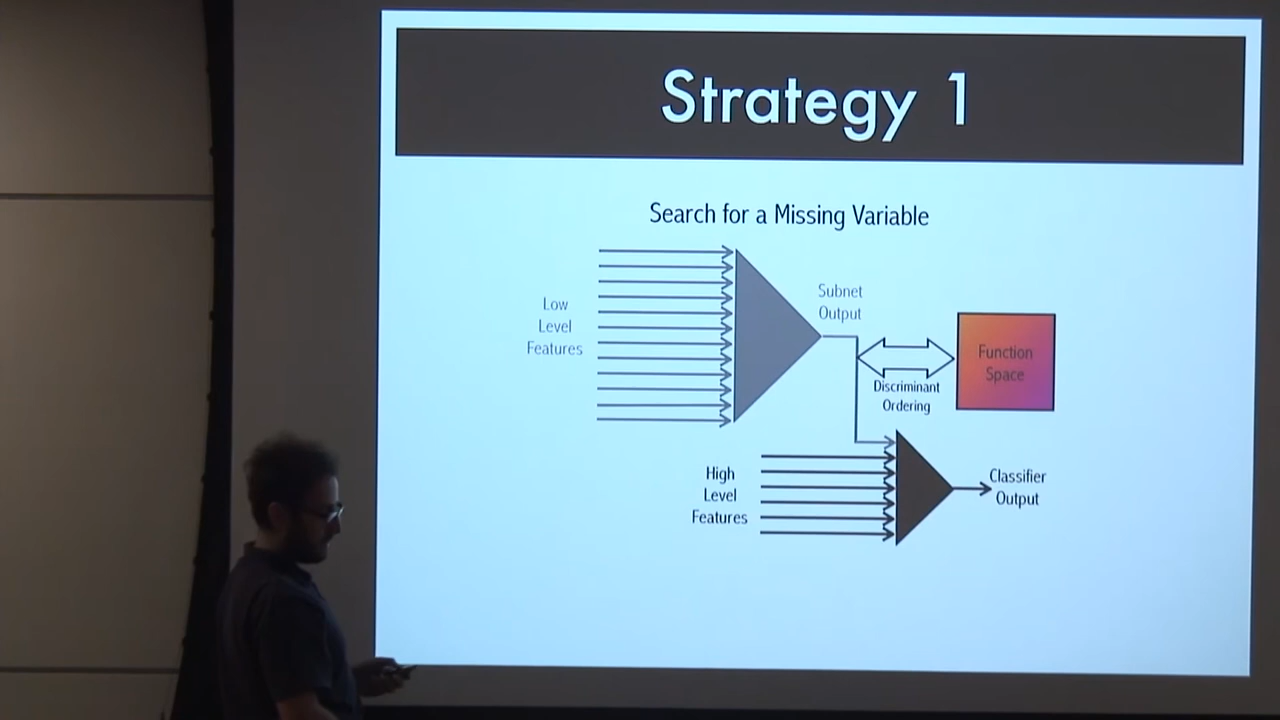 Strategy 1
Search for a Missing Variable
Low
Level
Features
Subnet
Output
Function
Space
Discriminant
Ordering
High
Level
Features
Classifier
Output